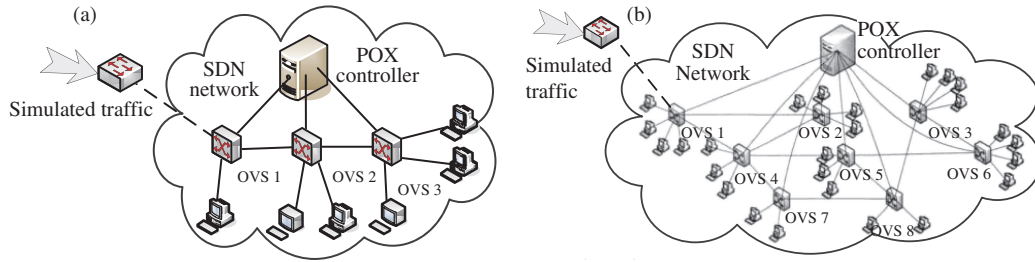 (a)
SDN
network
POX
controller
Simulated traffic
OVS 1
OVS 2
OVS 3
(b)
SDN
Network
POX
controller
Simulated
traffic
OVS 1
OVS 2
OVS 3
OVS 4
OVS 5
OVS 6
OVS 7
OVS 8